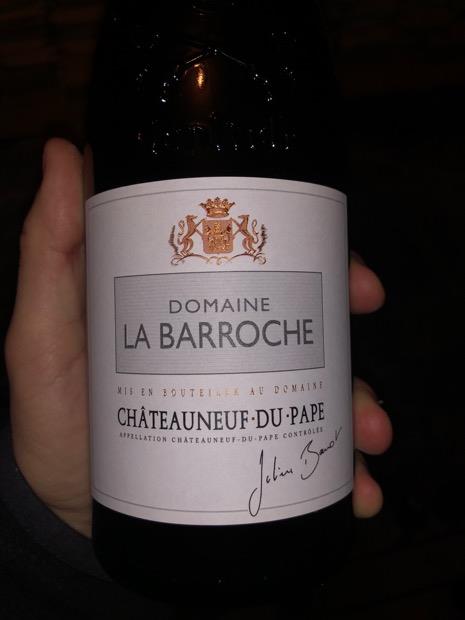 DOMAINE
LA BARROCHE
MIS EN BOUTEILLE AU DOMAINE
CHÂTEAUNEUF·DU·PAPE
APPELLATION CHÂTEAUNEUF-DU-PAPE CONTRÔLÉE